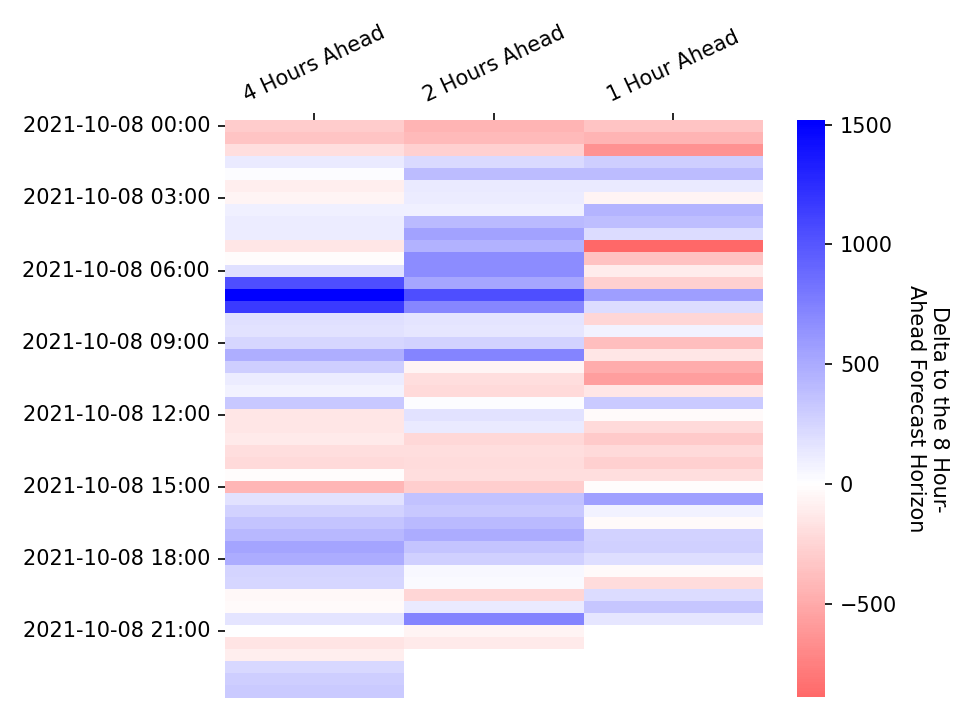 4 Hours Ahead
2 Hours Ahead
1 Hour Ahead
2021-10-08 00:00
2021-10-08 03:00
2021-10-08 06:00
2021-10-08 09:00
2021-10-08 12:00
2021-10-08 15:00
2021-10-08 18:00
2021-10-08 21:00
1500
1000
500
0
−500
Delta to the 8 Hour-
Ahead Forecast Horizon